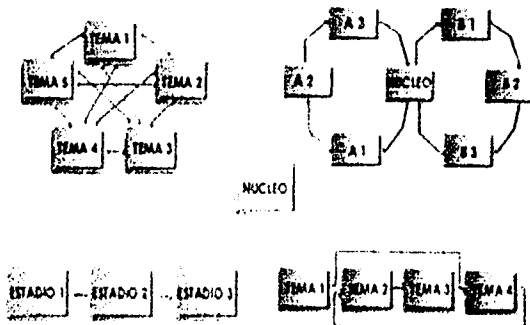 TEMA 1
TEMA 5
TEMA 2
TEMA 4
TEMA 3
A 3
B 1
A 2
NUCLEO
B 2
A 1
B 3
NUCLEO
ESTADIO 1
ESTADIO 2
ESTADIO 3
TEMA 1
TEMA 2
TEMA 3
TEMA 4